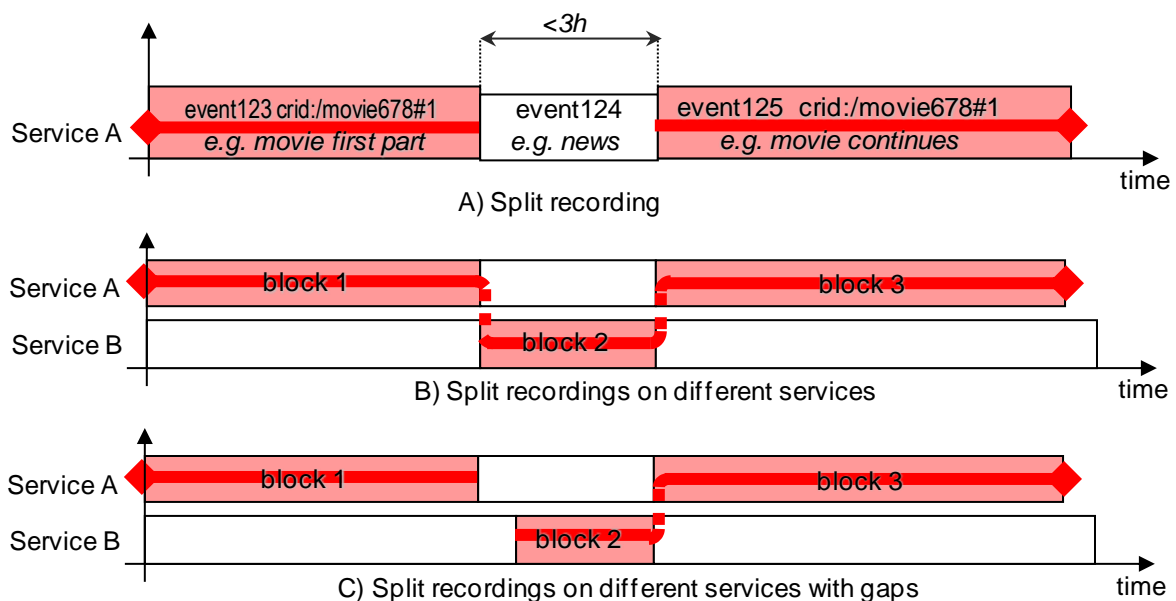 <3h
event123 crid:/movie678#1 event124 event125 crid:/movie678#1
Service A
e.g. movie first part e.g. news e.g. movie continues
time
A) Split recording
Service A block 1 block 3
Service B block 2
time
B) Split recordings on different services
Service A block 1 block 3
Service B block 2
time
C) Split recordings on different services with gaps